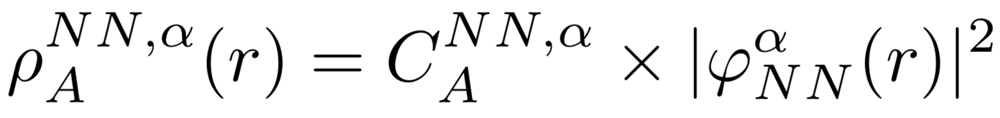 ρ_A^{NN,α}(r) = C_A^{NN,α} × |φ_{NN}^α(r)|^2